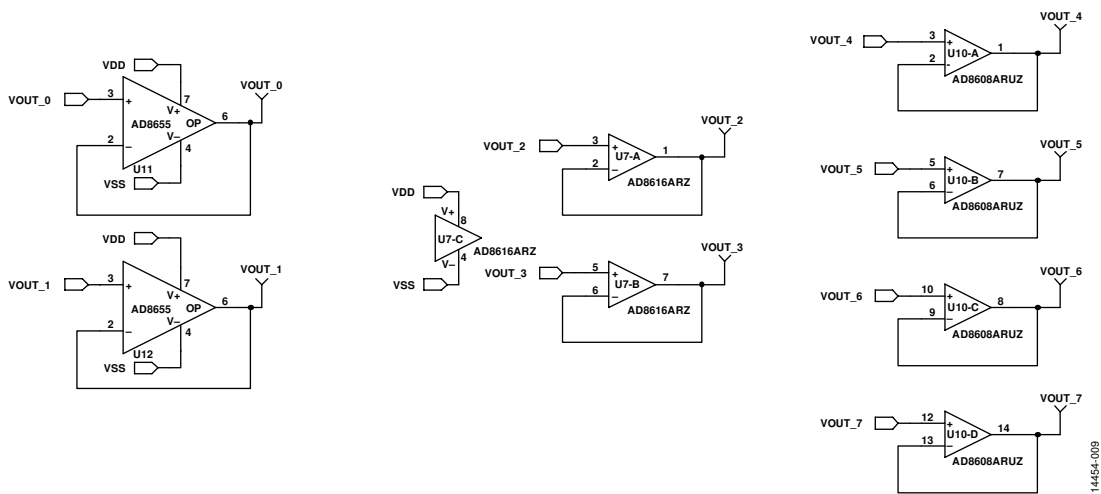 VDD
VOUT_0
VOUT_0
3
+
7
V+
AD8655
OP
6
2
–
V–
4
U11
VSS
VDD
VOUT_1
VOUT_1
3
+
7
V+
AD8655
OP
6
2
–
V–
4
U12
VSS
VDD
V+
8
U7-C
AD8616ARZ
V–
4
VSS
VOUT_2
VOUT_2
3
+
U7-A
1
2
–
AD8616ARZ
VOUT_3
VOUT_3
5
+
U7-B
7
6
–
AD8616ARZ
VOUT_4
VOUT_4
3
+
U10-A
1
2
-
AD8608ARUZ
VOUT_5
VOUT_5
5
+
U10-B
7
6
–
AD8608ARUZ
VOUT_6
VOUT_6
10
+
U10-C
8
9
–
AD8608ARUZ
VOUT_7
VOUT_7
12
+
U10-D
14
13
–
AD8608ARUZ
14454-009